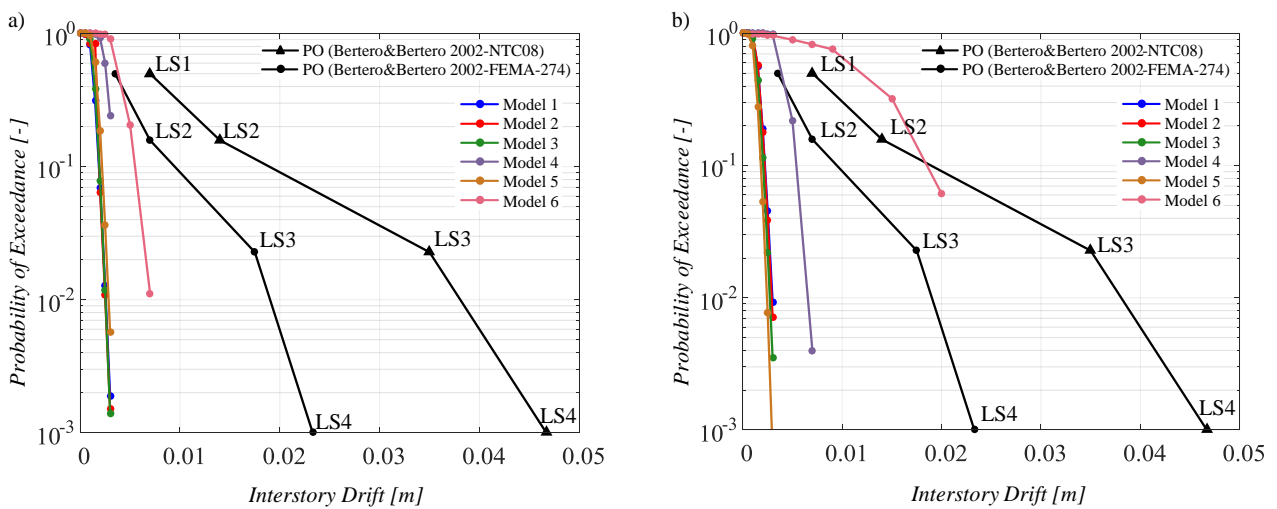 a)
Probability of Exceedance [-]
10^0
10^-1
10^-2
10^-3
PO (Bertero&Bertero 2002-NTC08)
PO (Bertero&Bertero 2002-FEMA-274)
LS1
LS2
LS2
LS3
LS3
LS4
LS4
Model 1
Model 2
Model 3
Model 4
Model 5
Model 6
0
0.01
0.02
0.03
0.04
0.05
Interstory Drift [m]
b)
Probability of Exceedance [-]
10^0
10^-1
10^-2
10^-3
PO (Bertero&Bertero 2002-NTC08)
PO (Bertero&Bertero 2002-FEMA-274)
LS1
LS2
LS2
LS3
LS3
LS4
LS4
Model 1
Model 2
Model 3
Model 4
Model 5
Model 6
0
0.01
0.02
0.03
0.04
0.05
Interstory Drift [m]